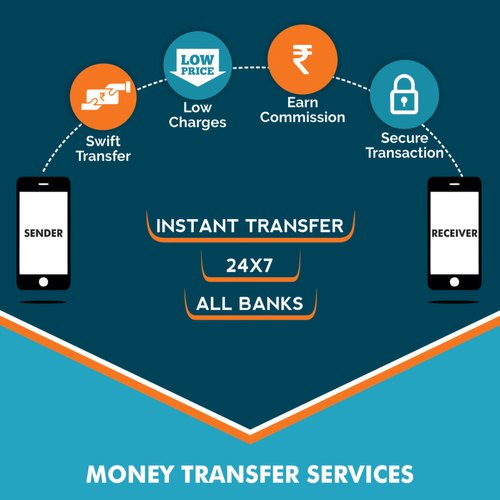 LOW
PRICE
₹
₹
Swift
Transfer
Low
Charges
Earn
Commission
Secure
Transaction
SENDER
RECEIVER
INSTANT TRANSFER
24X7
ALL BANKS
MONEY TRANSFER SERVICES